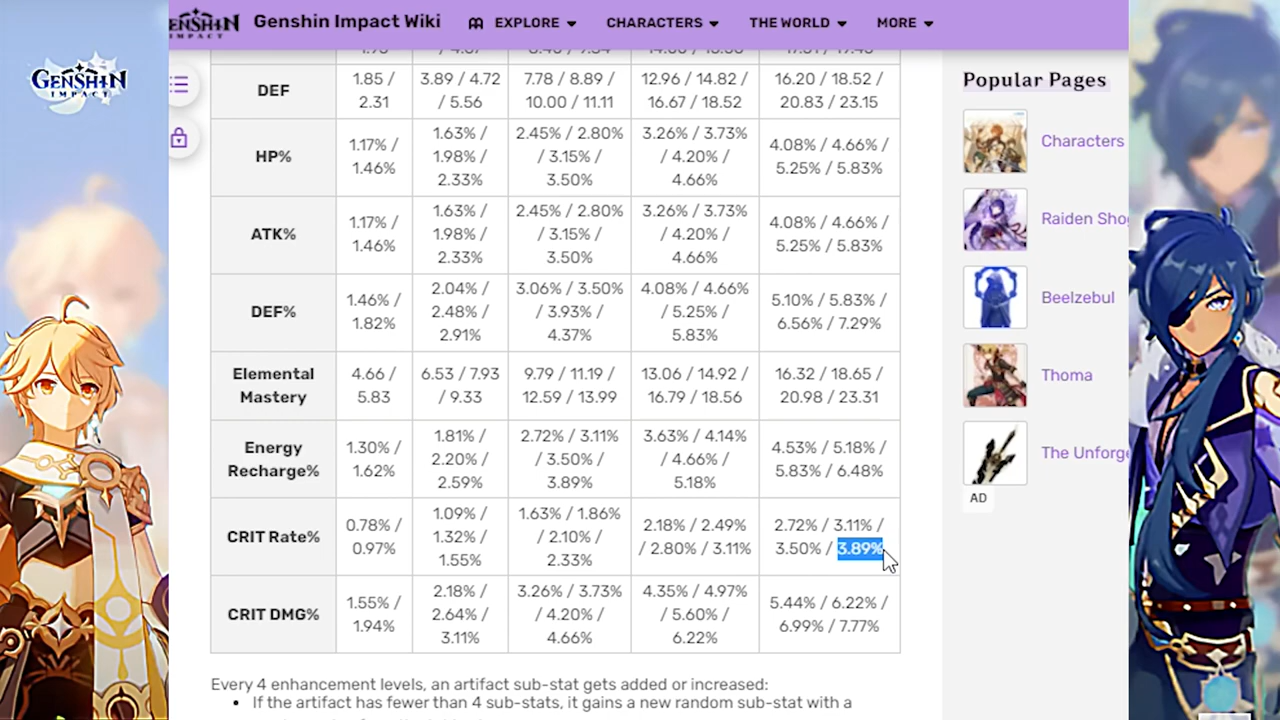 GENSHIN
IMPACT
GENSHIN
IMPACT
Genshin Impact Wiki
EXPLORE
CHARACTERS
THE WORLD
MORE
DEF
1.85 /
2.31
3.89 / 4.72
/ 5.56
7.78 / 8.89 /
10.00 / 11.11
12.96 / 14.82 /
16.67 / 18.52
16.20 / 18.52 /
20.83 / 23.15
HP%
1.17% /
1.46%
1.63% /
1.98% /
2.33%
2.45% / 2.80%
/ 3.15% /
3.50%
3.26% / 3.73%
/ 4.20% /
4.66%
4.08% / 4.66% /
5.25% / 5.83%
ATK%
1.17% /
1.46%
1.63% /
1.98% /
2.33%
2.45% / 2.80%
/ 3.15% /
3.50%
3.26% / 3.73%
/ 4.20% /
4.66%
4.08% / 4.66% /
5.25% / 5.83%
DEF%
1.46% /
1.82%
2.04% /
2.48% /
2.91%
3.06% / 3.50%
/ 3.93% /
4.37%
4.08% / 4.66%
/ 5.25% /
5.83%
5.10% / 5.83% /
6.56% / 7.29%
Elemental
Mastery
4.66 /
5.83
6.53 / 7.93
/ 9.33
9.79 / 11.19 /
12.59 / 13.99
13.06 / 14.92 /
16.79 / 18.56
16.32 / 18.65 /
20.98 / 23.31
Energy
Recharge%
1.30% /
1.62%
1.81% /
2.20% /
2.59%
2.72% / 3.11%
/ 3.50% /
3.89%
3.63% / 4.14%
/ 4.66% /
5.18%
4.53% / 5.18% /
5.83% / 6.48%
CRIT Rate%
0.78% /
0.97%
1.09% /
1.32% /
1.55%
1.63% / 1.86%
/ 2.10% /
2.33%
2.18% / 2.49%
/ 2.80% / 3.11%
2.72% / 3.11% /
3.50% / 3.89%
CRIT DMG%
1.55% /
1.94%
2.18% /
2.64% /
3.11%
3.26% / 3.73%
/ 4.20% /
4.66%
4.35% / 4.97%
/ 5.60% /
6.22%
5.44% / 6.22% /
6.99% / 7.77%
Every 4 enhancement levels, an artifact sub-stat gets added or increased:
• If the artifact has fewer than 4 sub-stats, it gains a new random sub-stat with a
Popular Pages
Characters
Raiden Sho
Beelzebul
Thoma
The Unforge
AD